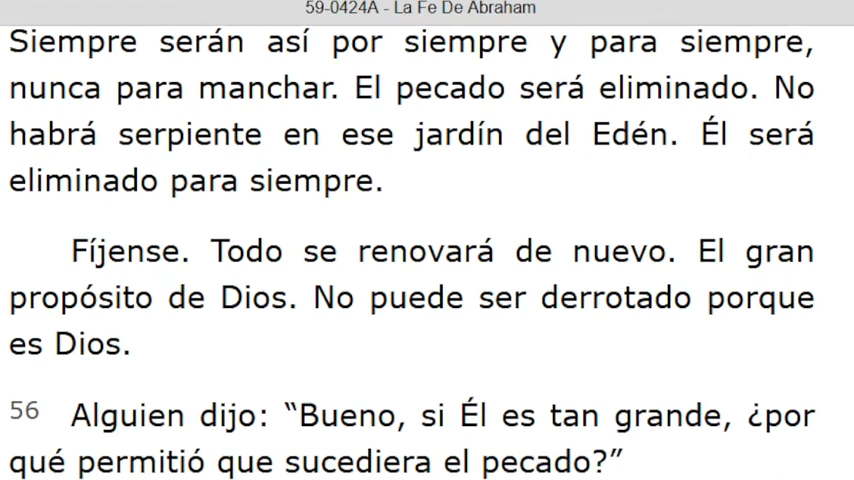 59-0424A - La Fe De Abraham
Siempre serán así por siempre y para siempre,
nunca para manchar. El pecado será eliminado. No
habrá serpiente en ese jardín del Edén. Él será
eliminado para siempre.
Fíjense. Todo se renovará de nuevo. El gran
propósito de Dios. No puede ser derrotado porque
es Dios.
56 Alguien dijo: “Bueno, si Él es tan grande, ¿por
qué permitió que sucediera el pecado?”